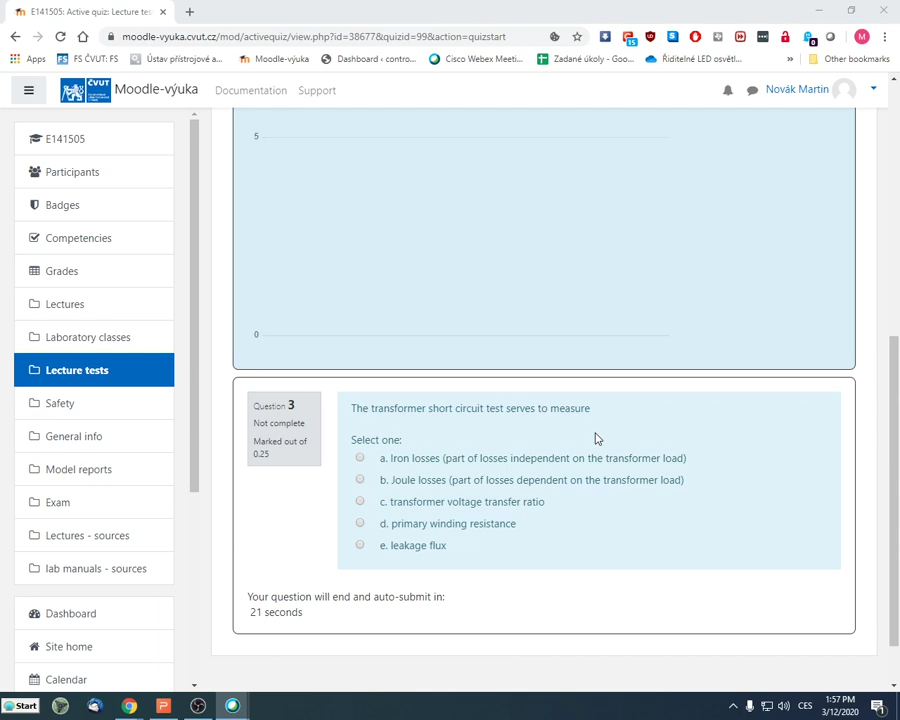 E141505: Active quiz: Lecture tes
moodle-vyuka.cvut.cz/mod/activequiz/view.php?id=38677&quizid=99&action=quizstart
15
0
M
Apps
FS ČVUT: FS
Ústav přístrojové a...
Moodle-výuka
Dashboard ‹ contro...
Cisco Webex Meeti...
Zadané úkoly - Goo...
Řiditelné LED osvětl...
»
Other bookmarks
ČVUT
Moodle-výuka
Documentation
Support
Novák Martin
E141505
Participants
Badges
Competencies
Grades
Lectures
Laboratory classes
Lecture tests
Safety
General info
Model reports
Exam
Lectures - sources
lab manuals - sources
Dashboard
Site home
Calendar
5
0
Question 3
Not complete
Marked out of
0.25
The transformer short circuit test serves to measure
Select one:
a. Iron losses (part of losses independent on the transformer load)
b. Joule losses (part of losses dependent on the transformer load)
c. transformer voltage transfer ratio
d. primary winding resistance
e. leakage flux
Your question will end and auto-submit in:
21 seconds
Start
CES
1:57 PM
3/12/2020